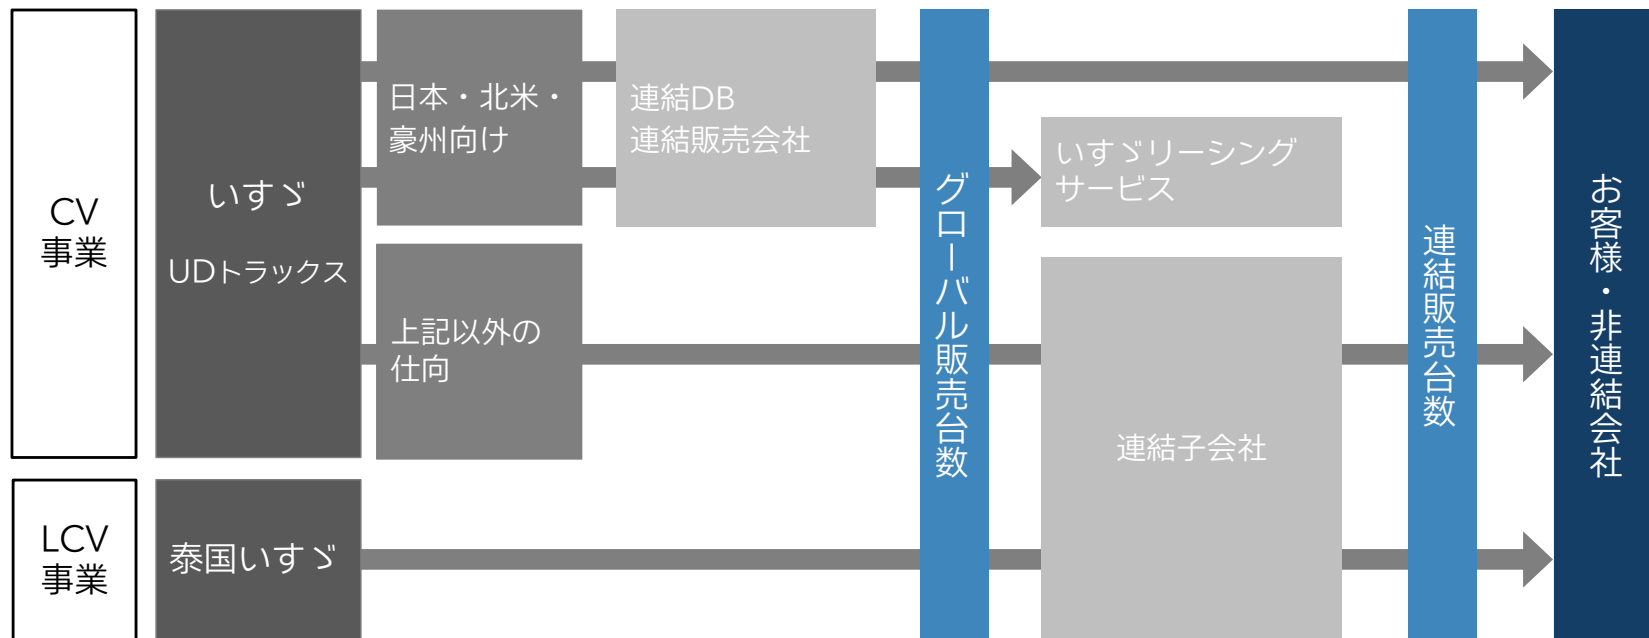 CV
事業
いすゞ
UDトラックス
日本・北米・
豪州向け
連結DB
連結販売会社
上記以外の
仕向
グローバル販売台数
いすゞリーシング
サービス
連結子会社
連結販売台数
お客様・非連結会社
LCV
事業
泰国いすゞ